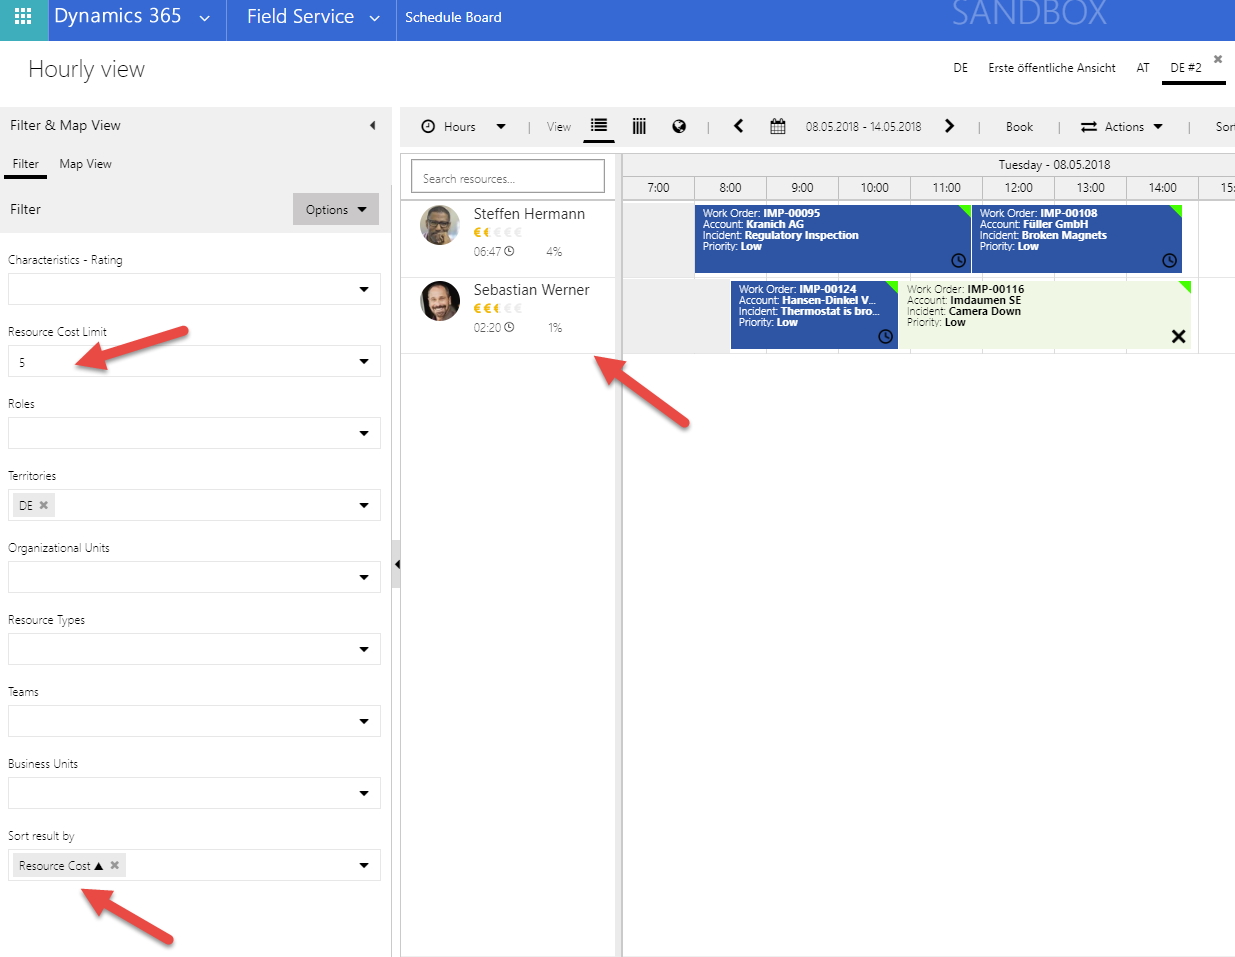 Dynamics 365 Field Service Schedule Board SANDBOX
Hourly view
DE Erste öffentliche Ansicht AT DE #2
Filter & Map View
Hours View 08.05.2018 - 14.05.2018 Book Actions Sor
Filter Map View
Filter Options
Search resources...
Tuesday - 08.05.2018
7:00 8:00 9:00 10:00 11:00 12:00 13:00 14:00 15:
Steffen Hermann
06:47 4%
Work Order: IMP-00095
Account: Kranich AG
Incident: Regulatory Inspection
Priority: Low
Work Order: IMP-00108
Account: Füller GmbH
Incident: Broken Magnets
Priority: Low
Sebastian Werner
02:20 1%
Work Order: IMP-00124
Account: Hansen-Dinkel V...
Incident: Thermostat is bro...
Priority: Low
Work Order: IMP-00116
Account: Imdaumen SE
Incident: Camera Down
Priority: Low
Characteristics - Rating
Resource Cost Limit
5
Roles
Territories
DE
Organizational Units
Resource Types
Teams
Business Units
Sort result by
Resource Cost